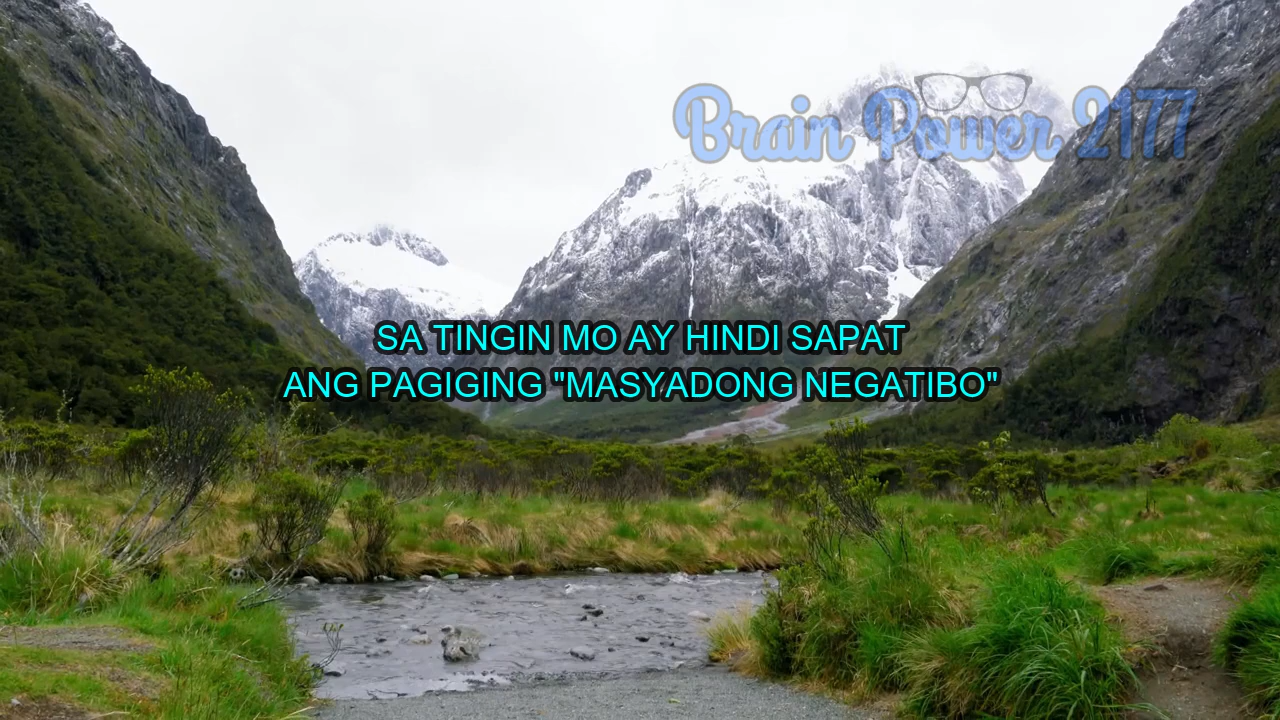 Brain Power 2177
SA TINGIN MO AY HINDI SAPAT
ANG PAGIGING "MASYADONG NEGATIBO"